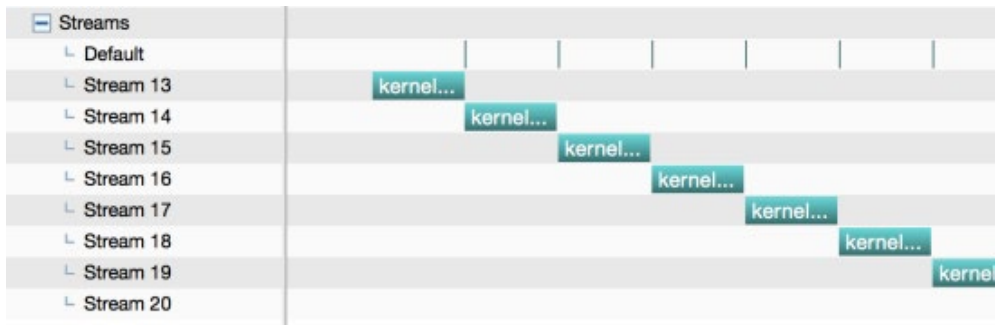 Streams
Default
Stream 13 kernel...
Stream 14 kernel...
Stream 15 kernel...
Stream 16 kernel...
Stream 17 kernel...
Stream 18 kernel...
Stream 19 kernel
Stream 20